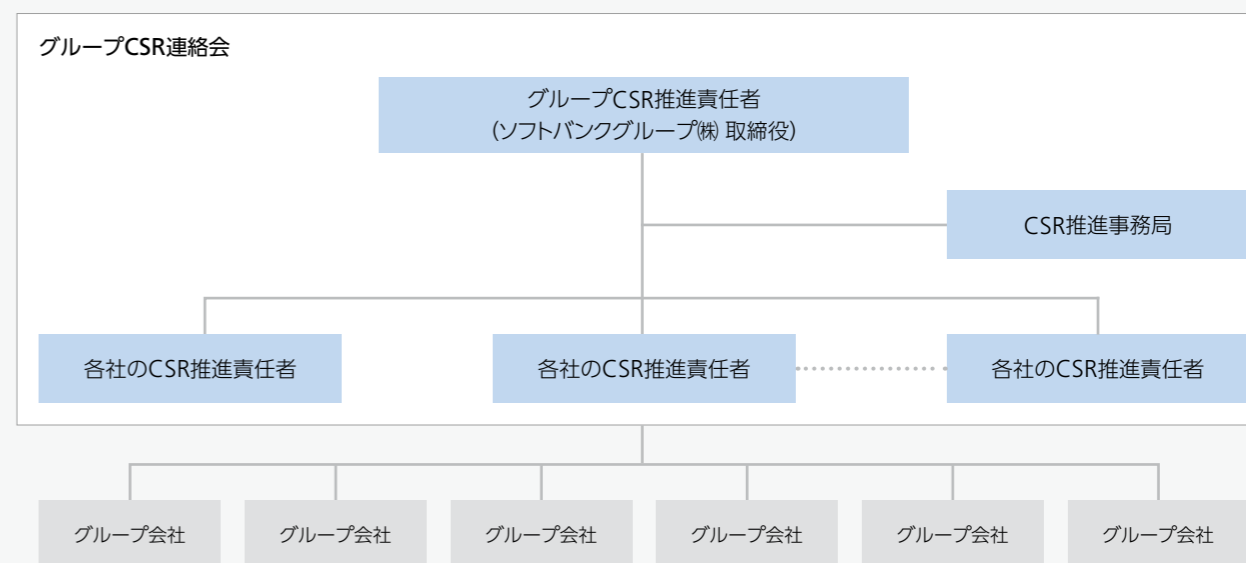 グループCSR連絡会
グループCSR推進責任者
(ソフトバンクグループ㈱ 取締役)
CSR推進事務局
各社のCSR推進責任者
各社のCSR推進責任者
各社のCSR推進責任者
グループ会社
グループ会社
グループ会社
グループ会社
グループ会社
グループ会社